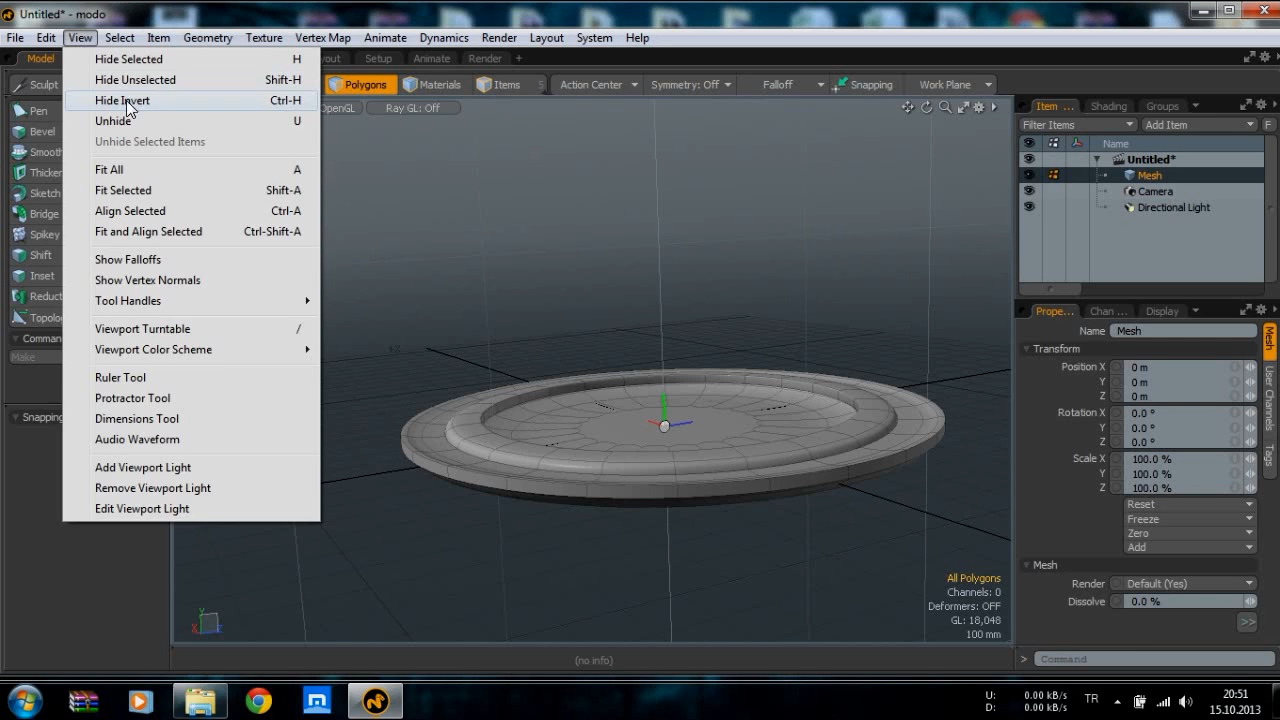 Untitled* - modo
File Edit View Select Item Geometry Texture Vertex Map Animate Dynamics Render Layout System Help
Model
Setup Animate Render +
Sculpt
Polygons Materials Items S Action Center Symmetry: Off Falloff Snapping Work Plane
OpenGL Ray GL: Off
Pen
Bevel
Smooth
Thicken
Sketch
Bridge
Spikey
Shift
Inset
Reduct
Topolo
Comman
Make
Snapping
Hide Selected H
Hide Unselected Shift-H
Hide Invert Ctrl-H
Unhide U
Unhide Selected Items
Fit All A
Fit Selected Shift-A
Align Selected Ctrl-A
Fit and Align Selected Ctrl-Shift-A
Show Falloffs
Show Vertex Normals
Tool Handles
Viewport Turntable /
Viewport Color Scheme
Ruler Tool
Protractor Tool
Dimensions Tool
Audio Waveform
Add Viewport Light
Remove Viewport Light
Edit Viewport Light
+X
Y
X Z
All Polygons
Channels: 0
Deformers: OFF
GL: 18,048
100 mm
(no info)
Item ... Shading Groups
Filter Items Add Item F
Name
Untitled*
Mesh
Camera
Directional Light
Prope... Chan ... Display
Name Mesh
Transform
Position X 0 m
Y 0 m
Z 0 m
Rotation X 0.0 °
Y 0.0 °
Z 0.0 °
Scale X 100.0 %
Y 100.0 %
Z 100.0 %
Reset
Freeze
Zero
Add
Mesh
Render Default (Yes)
Dissolve 0.0 %
>>
Mesh
User Channels
Tags
> Command
U: 0.00 kB/s
D: 0.00 kB/s
TR
20:51
15.10.2013